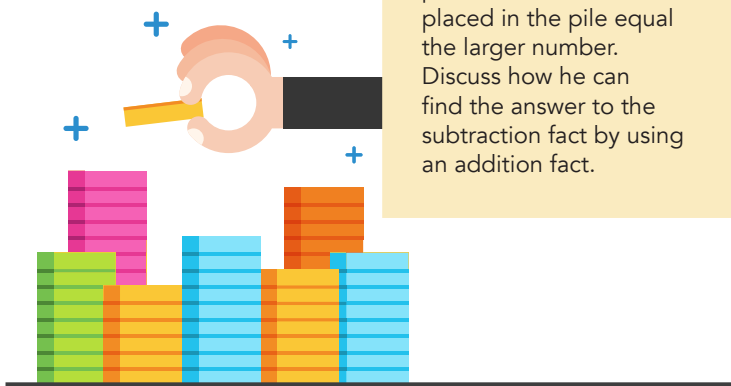 placed in the pile equal
the larger number.
Discuss how he can
find the answer to the
subtraction fact by using
an addition fact.